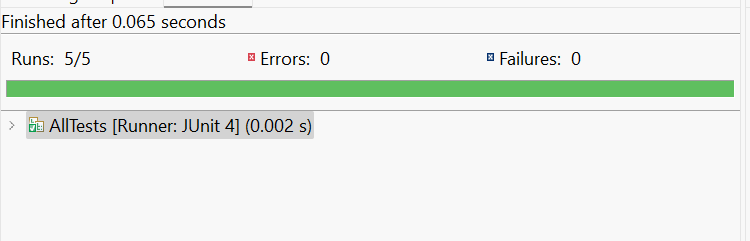 Finished after 0.065 seconds
Runs: 5/5 Errors: 0 Failures: 0
AllTests [Runner: JUnit 4] (0.002 s)